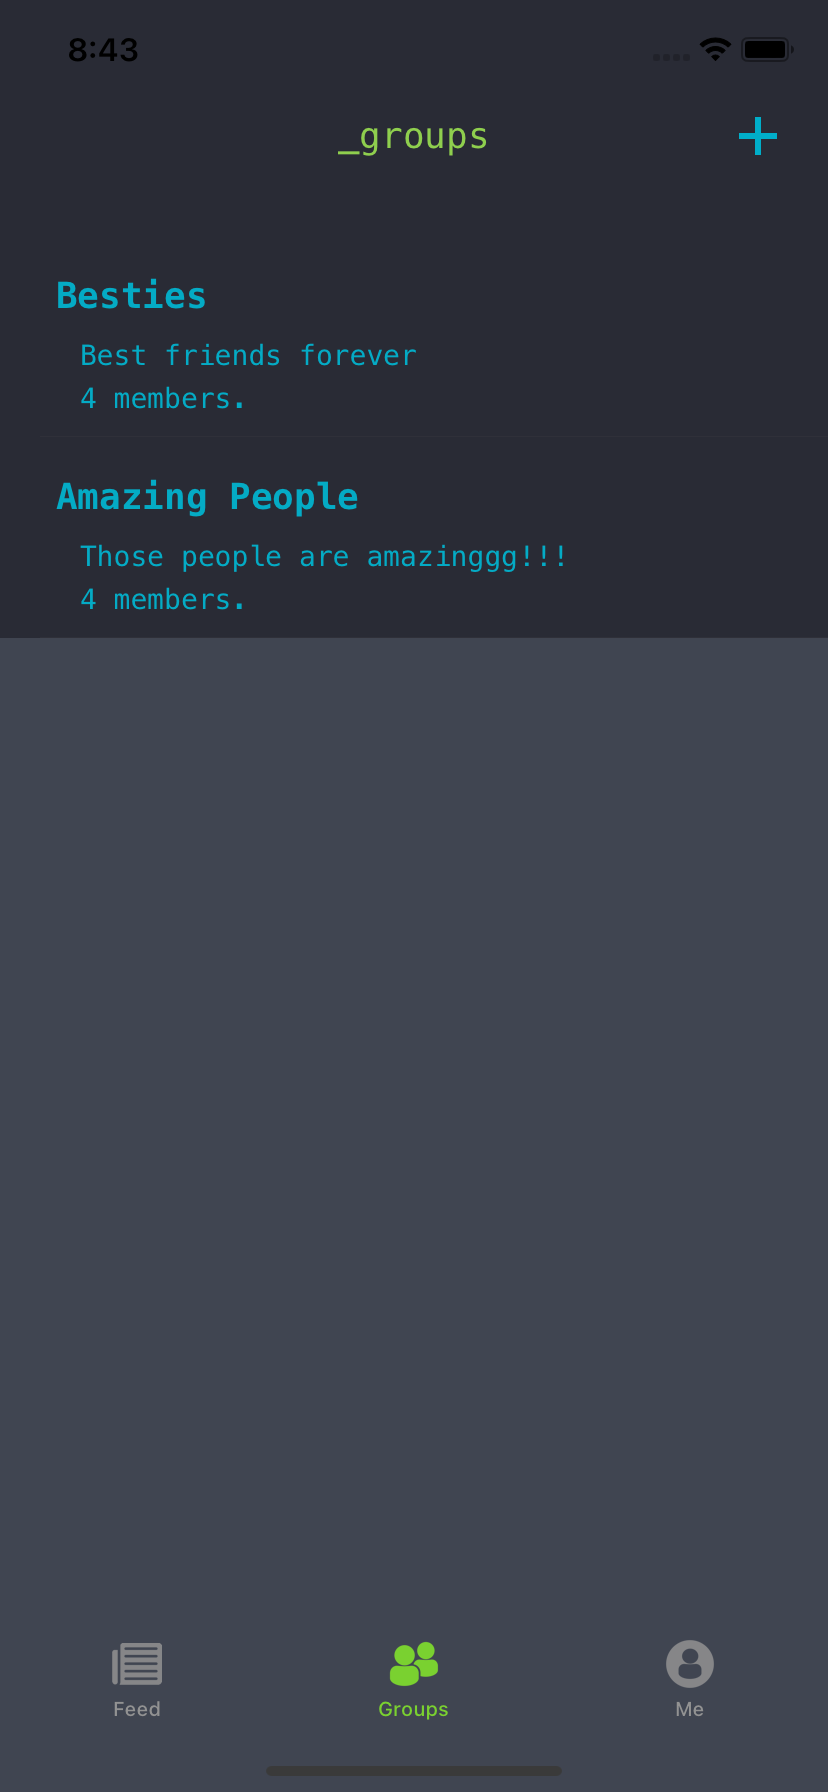 8:43
_groups
Besties
Best friends forever
4 members.
Amazing People
Those people are amazinggg!!!
4 members.
Feed
Groups
Me